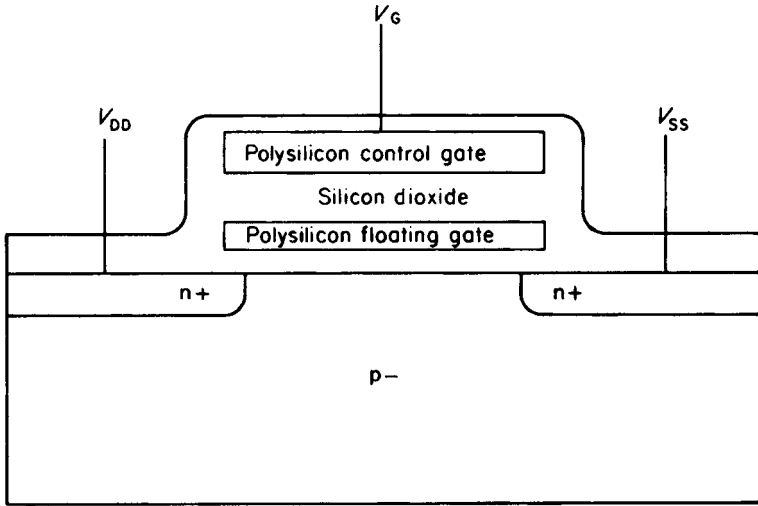 V_G
V_DD
V_SS
Polysilicon control gate
Silicon dioxide
Polysilicon floating gate
n+
n+
p−